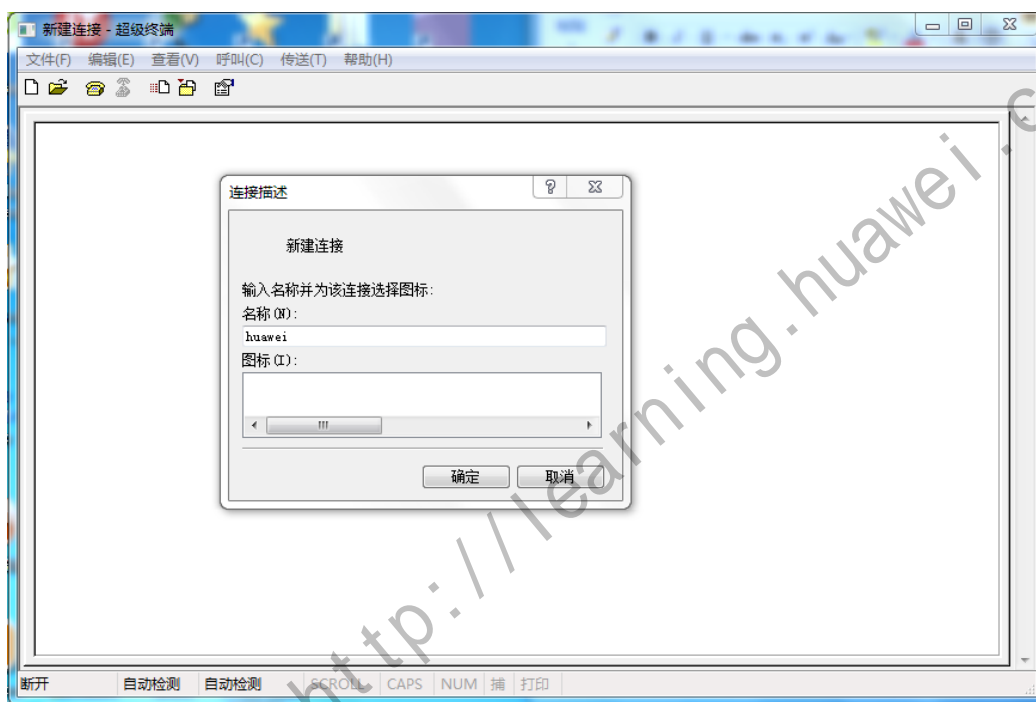 新建连接 - 超级终端
文件(F) 编辑(E) 查看(V) 呼叫(C) 传送(T) 帮助(H)
连接描述
新建连接
输入名称并为该连接选择图标:
名称(N):
huawei
图标(I):
确定 取消
断开 自动检测 自动检测 SCROLL CAPS NUM 捕 打印
http://learning.huawei.c